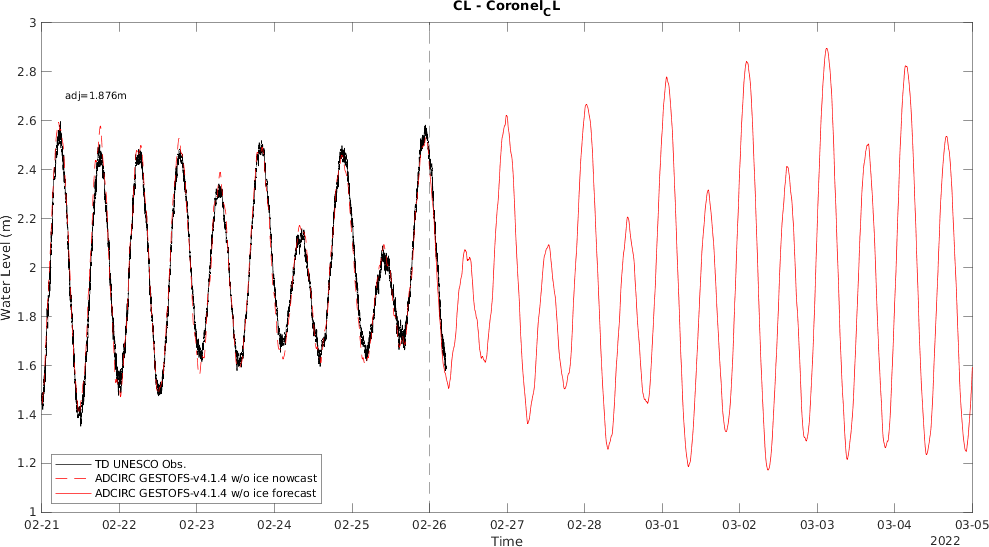 CL - Coronel_CL
3
2.8
adj=1.876m
2.6
2.4
2.2
2
1.8
1.6
1.4
1.2
1
Water Level (m)
TD UNESCO Obs.
ADCIRC GESTOFS-v4.1.4 w/o ice nowcast
ADCIRC GESTOFS-v4.1.4 w/o ice forecast
02-21 02-22 02-23 02-24 02-25 02-26 02-27 02-28 03-01 03-02 03-03 03-04 03-05
Time
2022